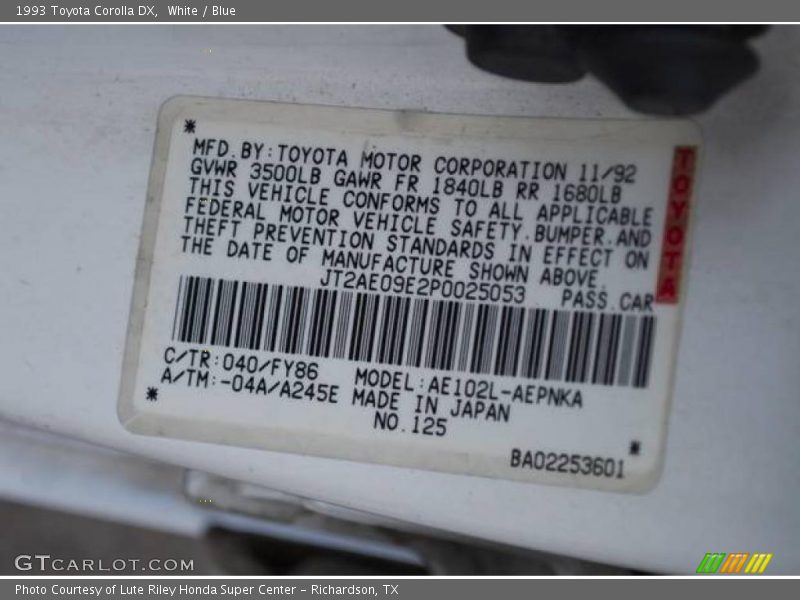 1993 Toyota Corolla DX,  White / Blue
*
MFD.BY:TOYOTA MOTOR CORPORATION 11/92
GVWR 3500LB GAWR FR 1840LB RR 1680LB
THIS VEHICLE CONFORMS TO ALL APPLICABLE
FEDERAL MOTOR VEHICLE SAFETY,BUMPER,AND
THEFT PREVENTION STANDARDS IN EFFECT ON
THE DATE OF MANUFACTURE SHOWN ABOVE.
JT2AE09E2P0025053 PASS.CAR
TOYOTA
C/TR:040/FY86 MODEL:AE102L-AEPNKA
A/TM:-04A/A245E MADE IN JAPAN
* NO.125 *
BA02253601
GTCARLOT.COM
Photo Courtesy of Lute Riley Honda Super Center - Richardson, TX